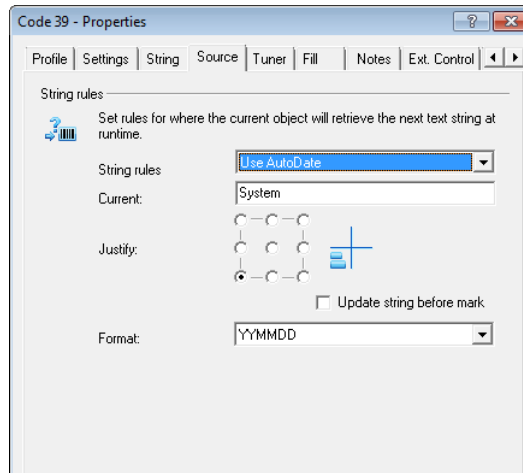 Code 39 - Properties
Profile Settings String Source Tuner Fill Notes Ext. Control
String rules
Set rules for where the current object will retrieve the next text string at
runtime.
String rules Use AutoDate
Current: System
Justify:
Update string before mark
Format: YYMMDD